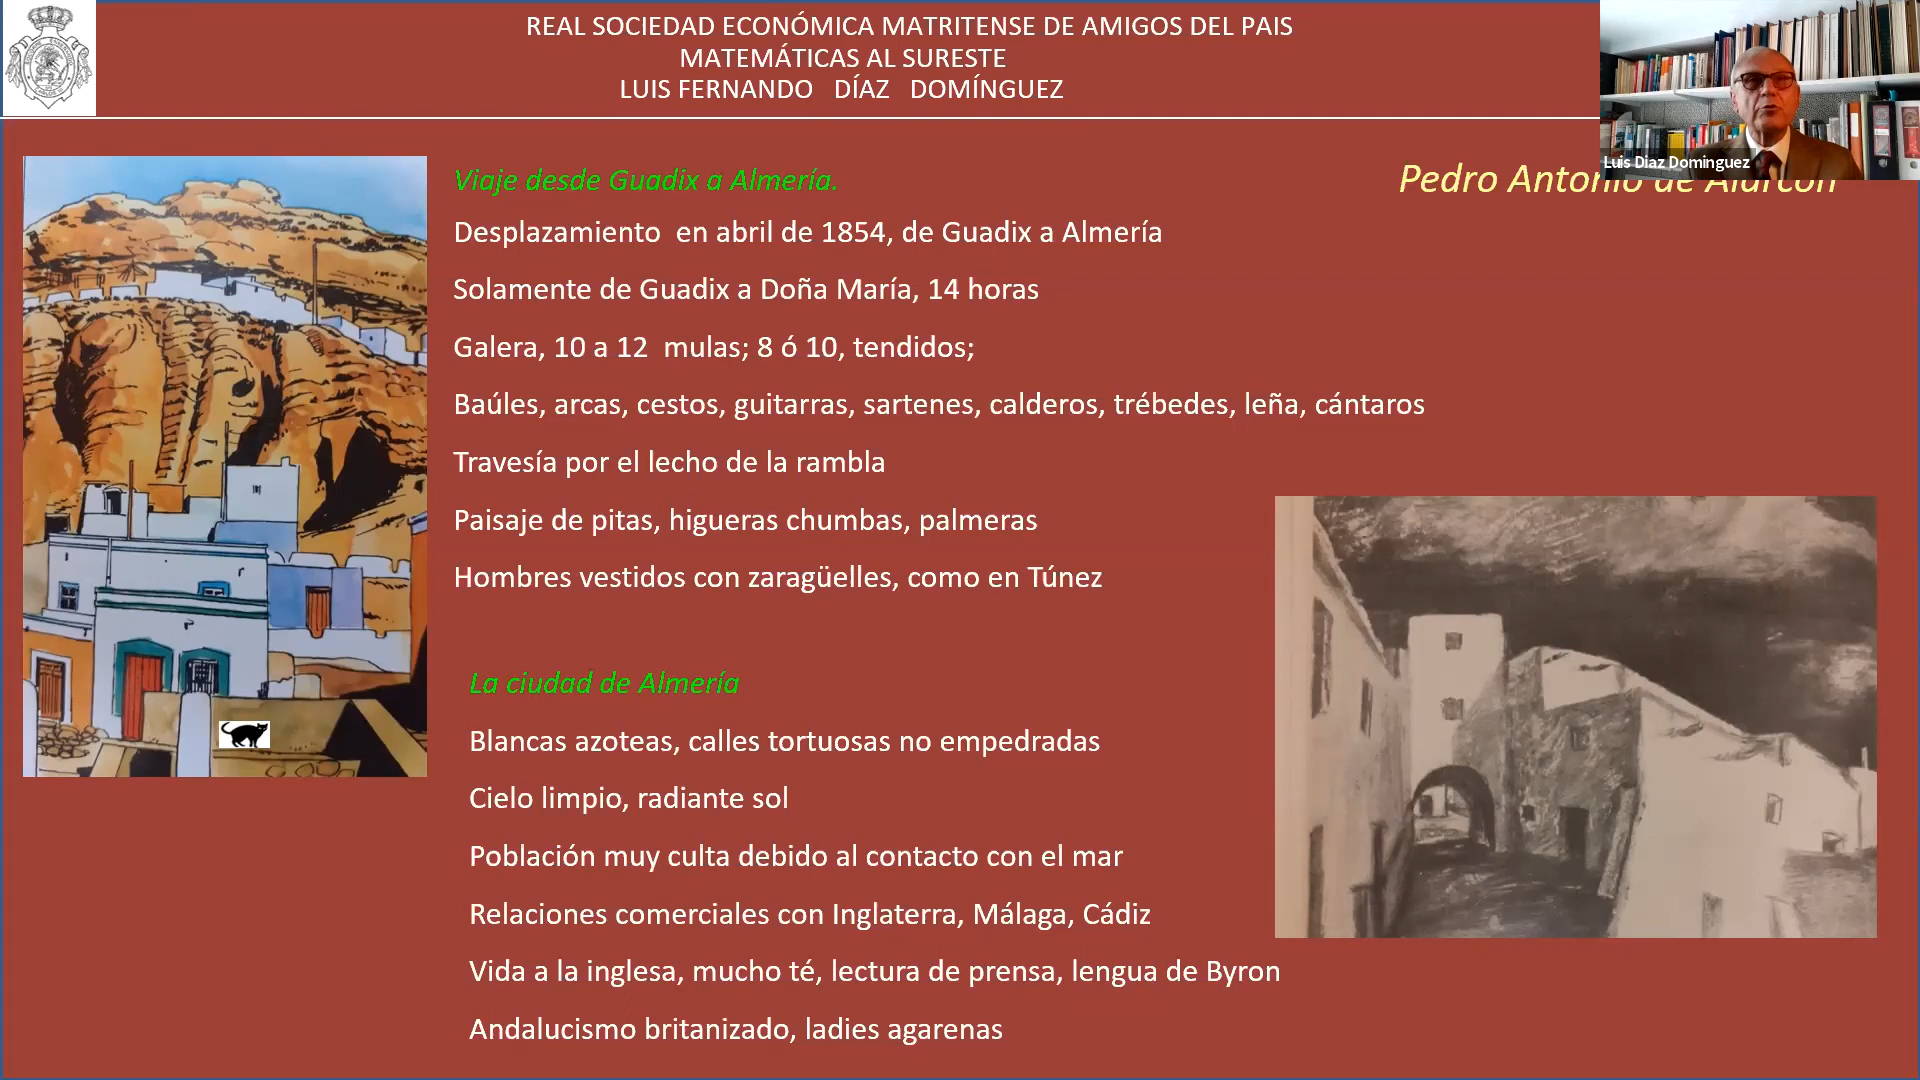 REAL SOCIEDAD ECONÓMICA MATRITENSE DE AMIGOS DEL PAIS
MATEMÁTICAS AL SURESTE
LUIS FERNANDO DÍAZ DOMÍNGUEZ
Luis Diaz Dominguez
Pedro Antonio de Alarcón
Viaje desde Guadix a Almería.
Desplazamiento en abril de 1854, de Guadix a Almería
Solamente de Guadix a Doña María, 14 horas
Galera, 10 a 12 mulas; 8 ó 10, tendidos;
Baúles, arcas, cestos, guitarras, sartenes, calderos, trébedes, leña, cántaros
Travesía por el lecho de la rambla
Paisaje de pitas, higueras chumbas, palmeras
Hombres vestidos con zaragüelles, como en Túnez
La ciudad de Almería
Blancas azoteas, calles tortuosas no empedradas
Cielo limpio, radiante sol
Población muy culta debido al contacto con el mar
Relaciones comerciales con Inglaterra, Málaga, Cádiz
Vida a la inglesa, mucho té, lectura de prensa, lengua de Byron
Andalucismo britanizado, ladies agarenas